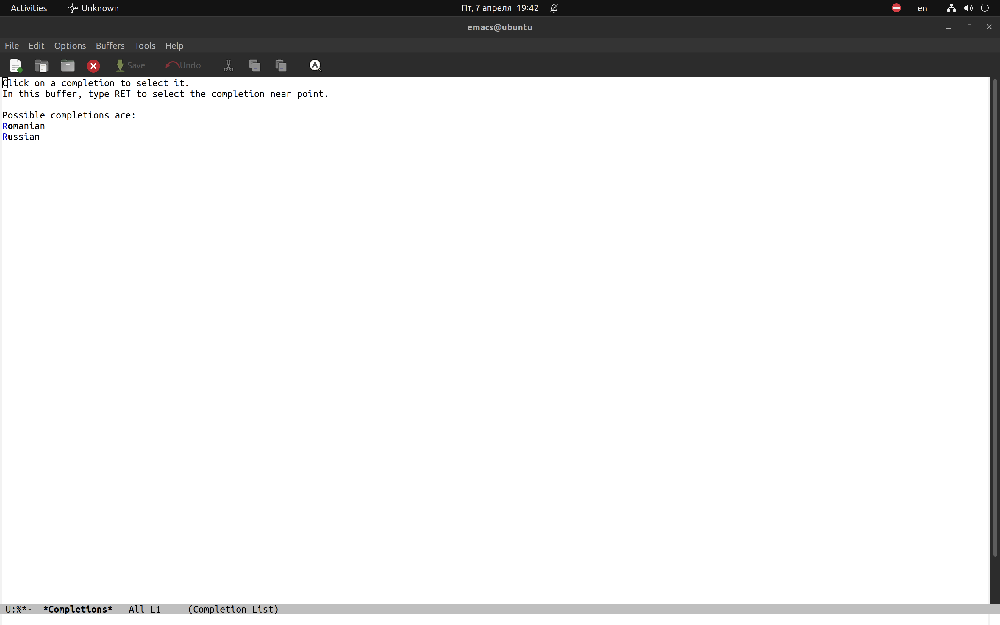 Activities Unknown Пт, 7 апреля 19:42 en
emacs@ubuntu
File Edit Options Buffers Tools Help
Save Undo
Click on a completion to select it.
In this buffer, type RET to select the completion near point.
Possible completions are:
Romanian
Russian
U:%*- *Completions* All L1 (Completion List)